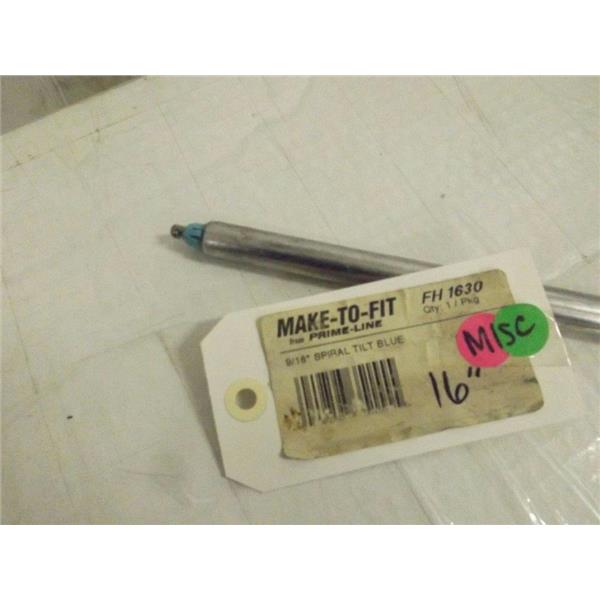 MAKE-TO-FIT
from PRIME-LINE
FH 1630
Qty: 1 / Pkg
9/16" SPIRAL TILT BLUE
MISC
16"